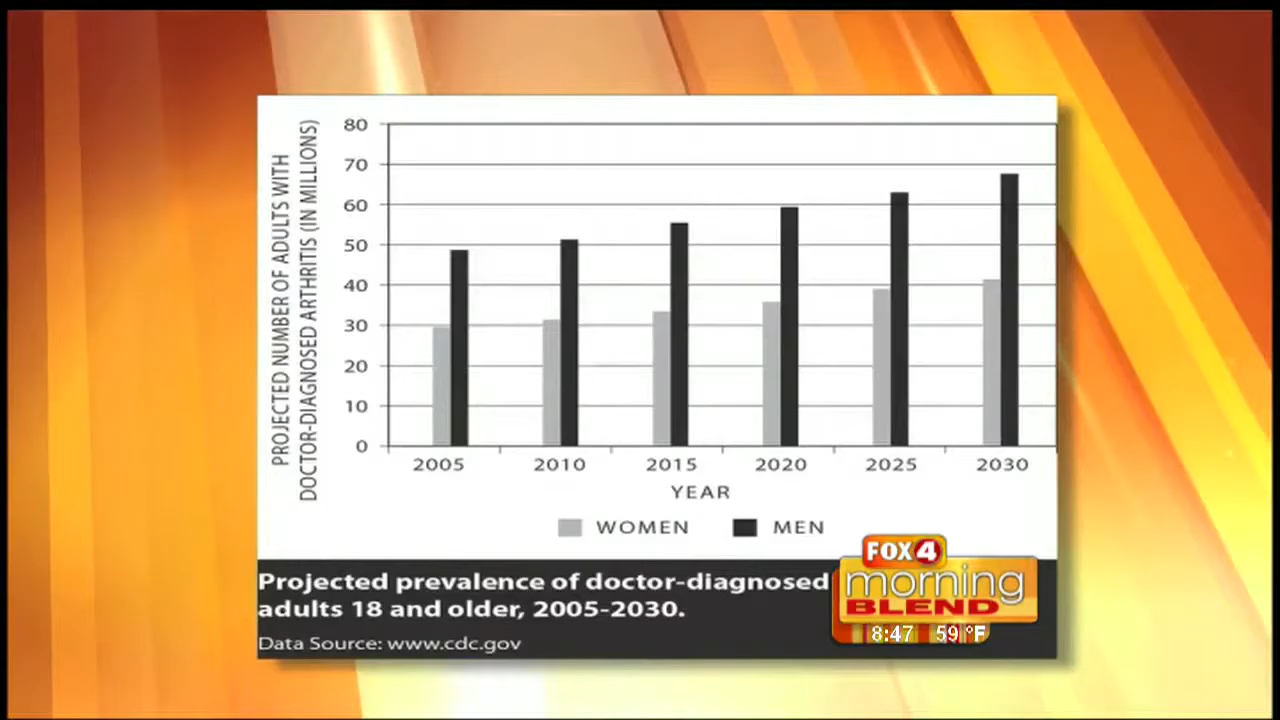 PROJECTED NUMBER OF ADULTS WITH
DOCTOR-DIAGNOSED ARTHRITIS (IN MILLIONS)
80
70
60
50
40
30
20
10
0
2005 2010 2015 2020 2025 2030
YEAR
WOMEN MEN
Projected prevalence of doctor-diagnosed
adults 18 and older, 2005-2030.
Data Source: www.cdc.gov
FOX 4
morning
BLEND
8:47 59 °F